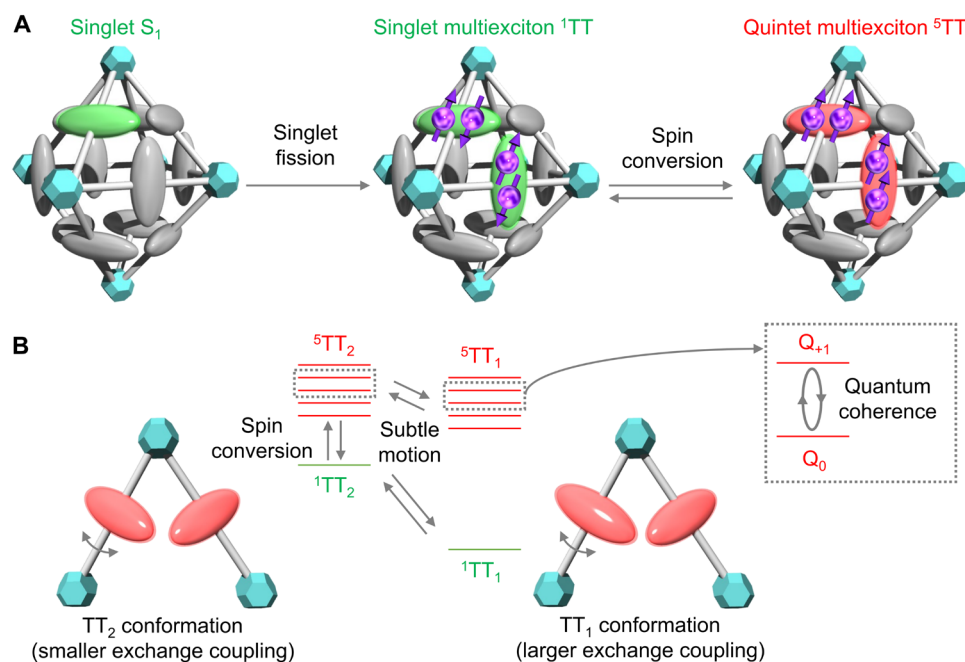 A
Singlet S₁
Singlet multiexciton ¹TT
Quintet multiexciton ⁵TT
Singlet
fission
Spin
conversion
B
⁵TT₂
⁵TT₁
Q₊₁
Quantum
coherence
Q₀
Spin
conversion
Subtle
motion
¹TT₂
¹TT₁
TT₂ conformation
(smaller exchange coupling)
TT₁ conformation
(larger exchange coupling)